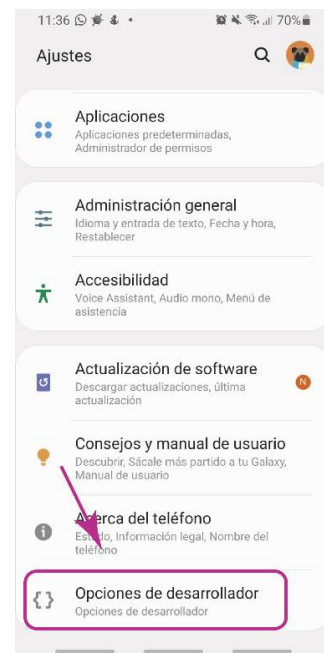 11:36 70%
Ajustes
Aplicaciones
Aplicaciones predeterminadas,
Administrador de permisos
Administración general
Idioma y entrada de texto, Fecha y hora,
Restablecer
Accesibilidad
Voice Assistant, Audio mono, Menú de
asistencia
Actualización de software
Descargar actualizaciones, última
actualización
N
Consejos y manual de usuario
Descubrir, Sácale más partido a tu Galaxy,
Manual de usuario
Acerca del teléfono
Estado, Información legal, Nombre del
teléfono
Opciones de desarrollador
Opciones de desarrollador